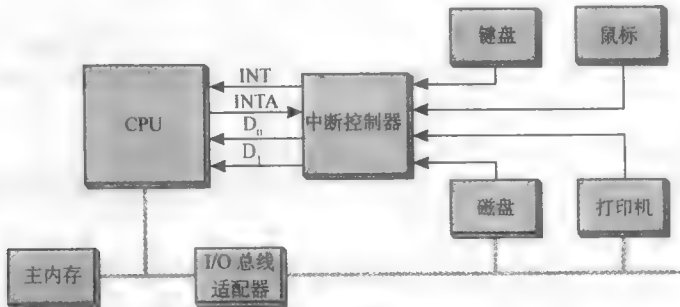 键盘
鼠标
INT
INTA
CPU
D₀
D₁
中断控制器
磁盘
打印机
主内存
I/O 总线
适配器